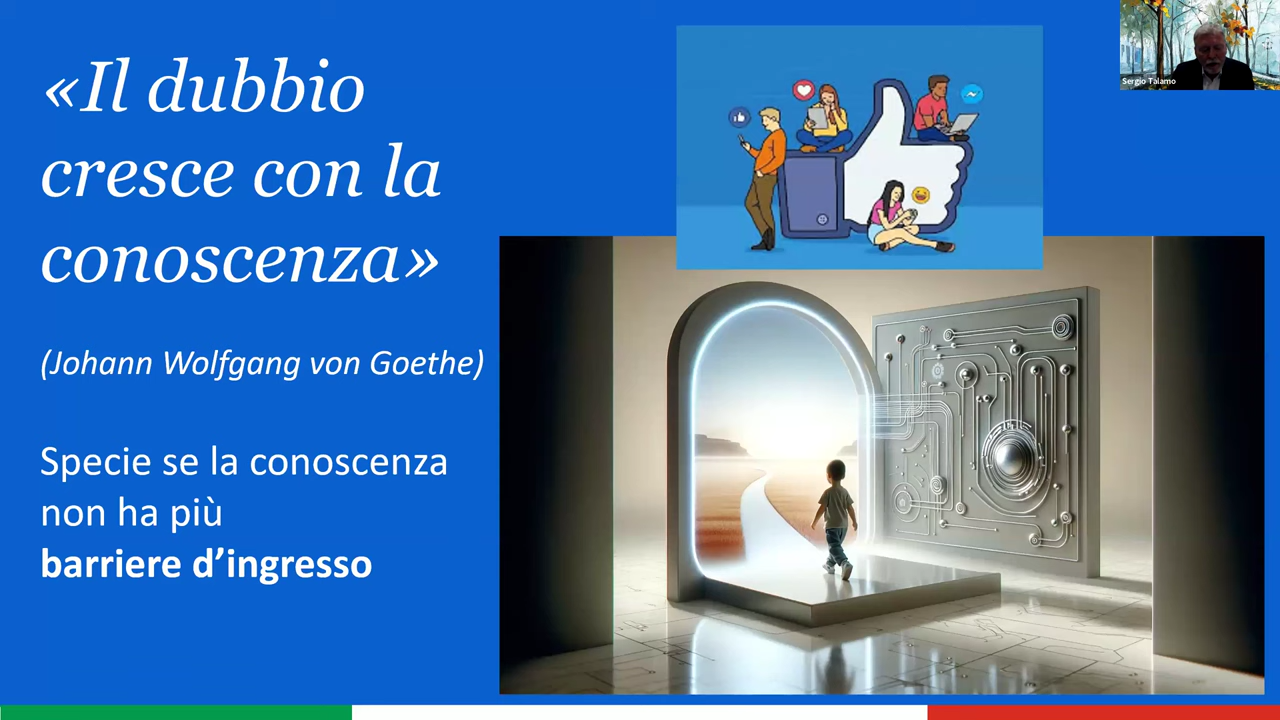 «Il dubbio
cresce con la
conoscenza»
(Johann Wolfgang von Goethe)
Specie se la conoscenza
non ha più
barriere d’ingresso
Sergio Talamo